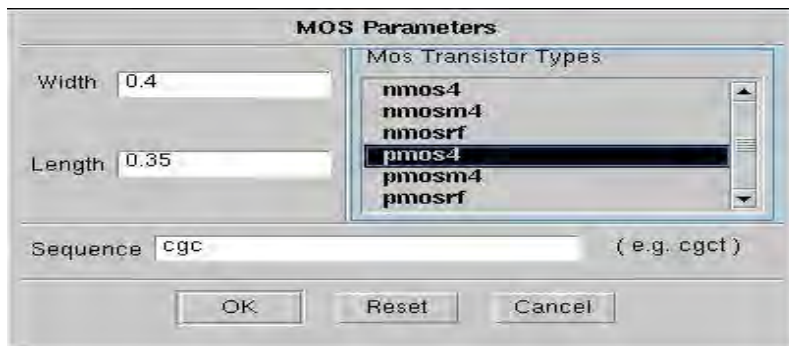 MOS Parameters
Width 0.4
Length 0.35
Mos Transistor Types
nmos4
nmosm4
nmosrf
pmos4
pmosm4
pmosrf
Sequence cgc ( e.g. cgct )
OK Reset Cancel